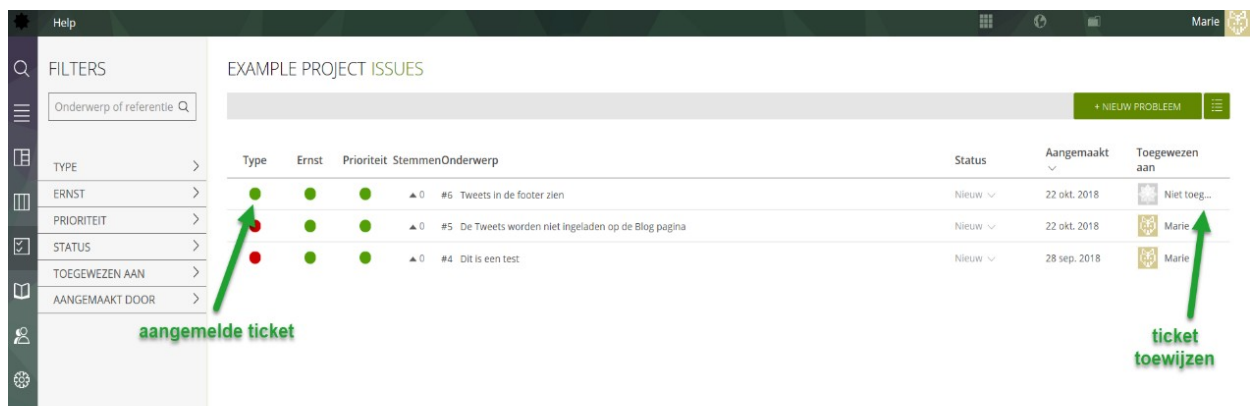 Help
Marie
FILTERS
Onderwerp of referentie
TYPE
ERNST
PRIORITEIT
STATUS
TOEGEWEZEN AAN
AANGEMAAKT DOOR
EXAMPLE PROJECT ISSUES
+ NIEUW PROBLEEM
Type Ernst Prioriteit Stemmen Onderwerp Status Aangemaakt Toegewezen aan
0 #6 Tweets in de footer zien Nieuw 22 okt. 2018 Niet toeg...
0 #5 De Tweets worden niet ingeladen op de Blog pagina Nieuw 22 okt. 2018 Marie
0 #4 Dit is een test Nieuw 28 sep. 2018 Marie
aangemelde ticket
ticket
toewijzen